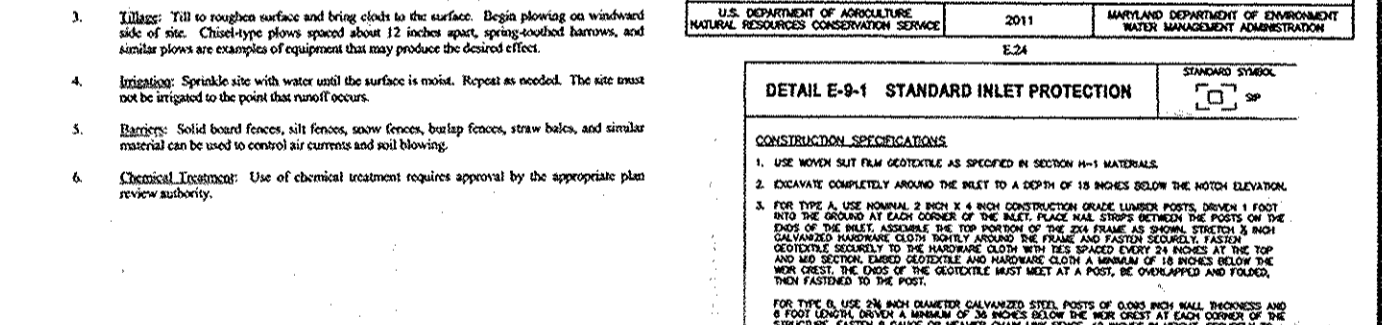 3. Tillage: Till to roughen surface and bring clods to the surface. Begin plowing on windward
side of site. Chisel-type plows spaced about 12 inches apart, spring-toothed harrows, and
similar plows are examples of equipment that may produce the desired effect.
4. Irrigation: Sprinkle site with water until the surface is moist. Repeat as needed. The site must
not be irrigated to the point that runoff occurs.
5. Barriers: Solid board fences, silt fences, snow fences, burlap fences, straw bales, and similar
material can be used to control air currents and soil blowing.
6. Chemical Treatment: Use of chemical treatment requires approval by the appropriate plan
review authority.
U.S. DEPARTMENT OF AGRICULTURE
NATURAL RESOURCES CONSERVATION SERVICE
2011
MARYLAND DEPARTMENT OF ENVIRONMENT
WATER MANAGEMENT ADMINISTRATION
E.24
DETAIL E-9-1 STANDARD INLET PROTECTION
STANDARD SYMBOL
SIP
CONSTRUCTION SPECIFICATIONS
1. USE WOVEN SLIT FILM GEOTEXTILE AS SPECIFIED IN SECTION H-1 MATERIALS.
2. EXCAVATE COMPLETELY AROUND THE INLET TO A DEPTH OF 18 INCHES BELOW THE NOTCH ELEVATION.
3. FOR TYPE A, USE NOMINAL 2 INCH X 4 INCH CONSTRUCTION GRADE LUMBER POSTS, DRIVEN 1 FOOT
INTO THE GROUND AT EACH CORNER OF THE INLET. PLACE NAIL STRIPS BETWEEN THE POSTS ON THE
ENDS OF THE INLET. ASSEMBLE THE TOP PORTION OF THE 2X4 FRAME AS SHOWN. STRETCH ½ INCH
GALVANIZED HARDWARE CLOTH TIGHTLY AROUND THE FRAME AND FASTEN SECURELY. FASTEN
GEOTEXTILE SECURELY TO THE HARDWARE CLOTH WITH TIES SPACED EVERY 24 INCHES AT THE TOP
AND MID SECTION. EMBED GEOTEXTILE AND HARDWARE CLOTH A MINIMUM OF 18 INCHES BELOW THE
WEIR CREST. THE ENDS OF THE GEOTEXTILE MUST MEET AT A POST, BE OVERLAPPED AND FOLDED,
THEN FASTENED TO THE POST.
FOR TYPE B, USE 2⅜ INCH DIAMETER GALVANIZED STEEL POSTS OF 0.095 INCH WALL THICKNESS AND
6 FOOT LENGTH, DRIVEN A MINIMUM OF 36 INCHES BELOW THE WEIR CREST AT EACH CORNER OF THE